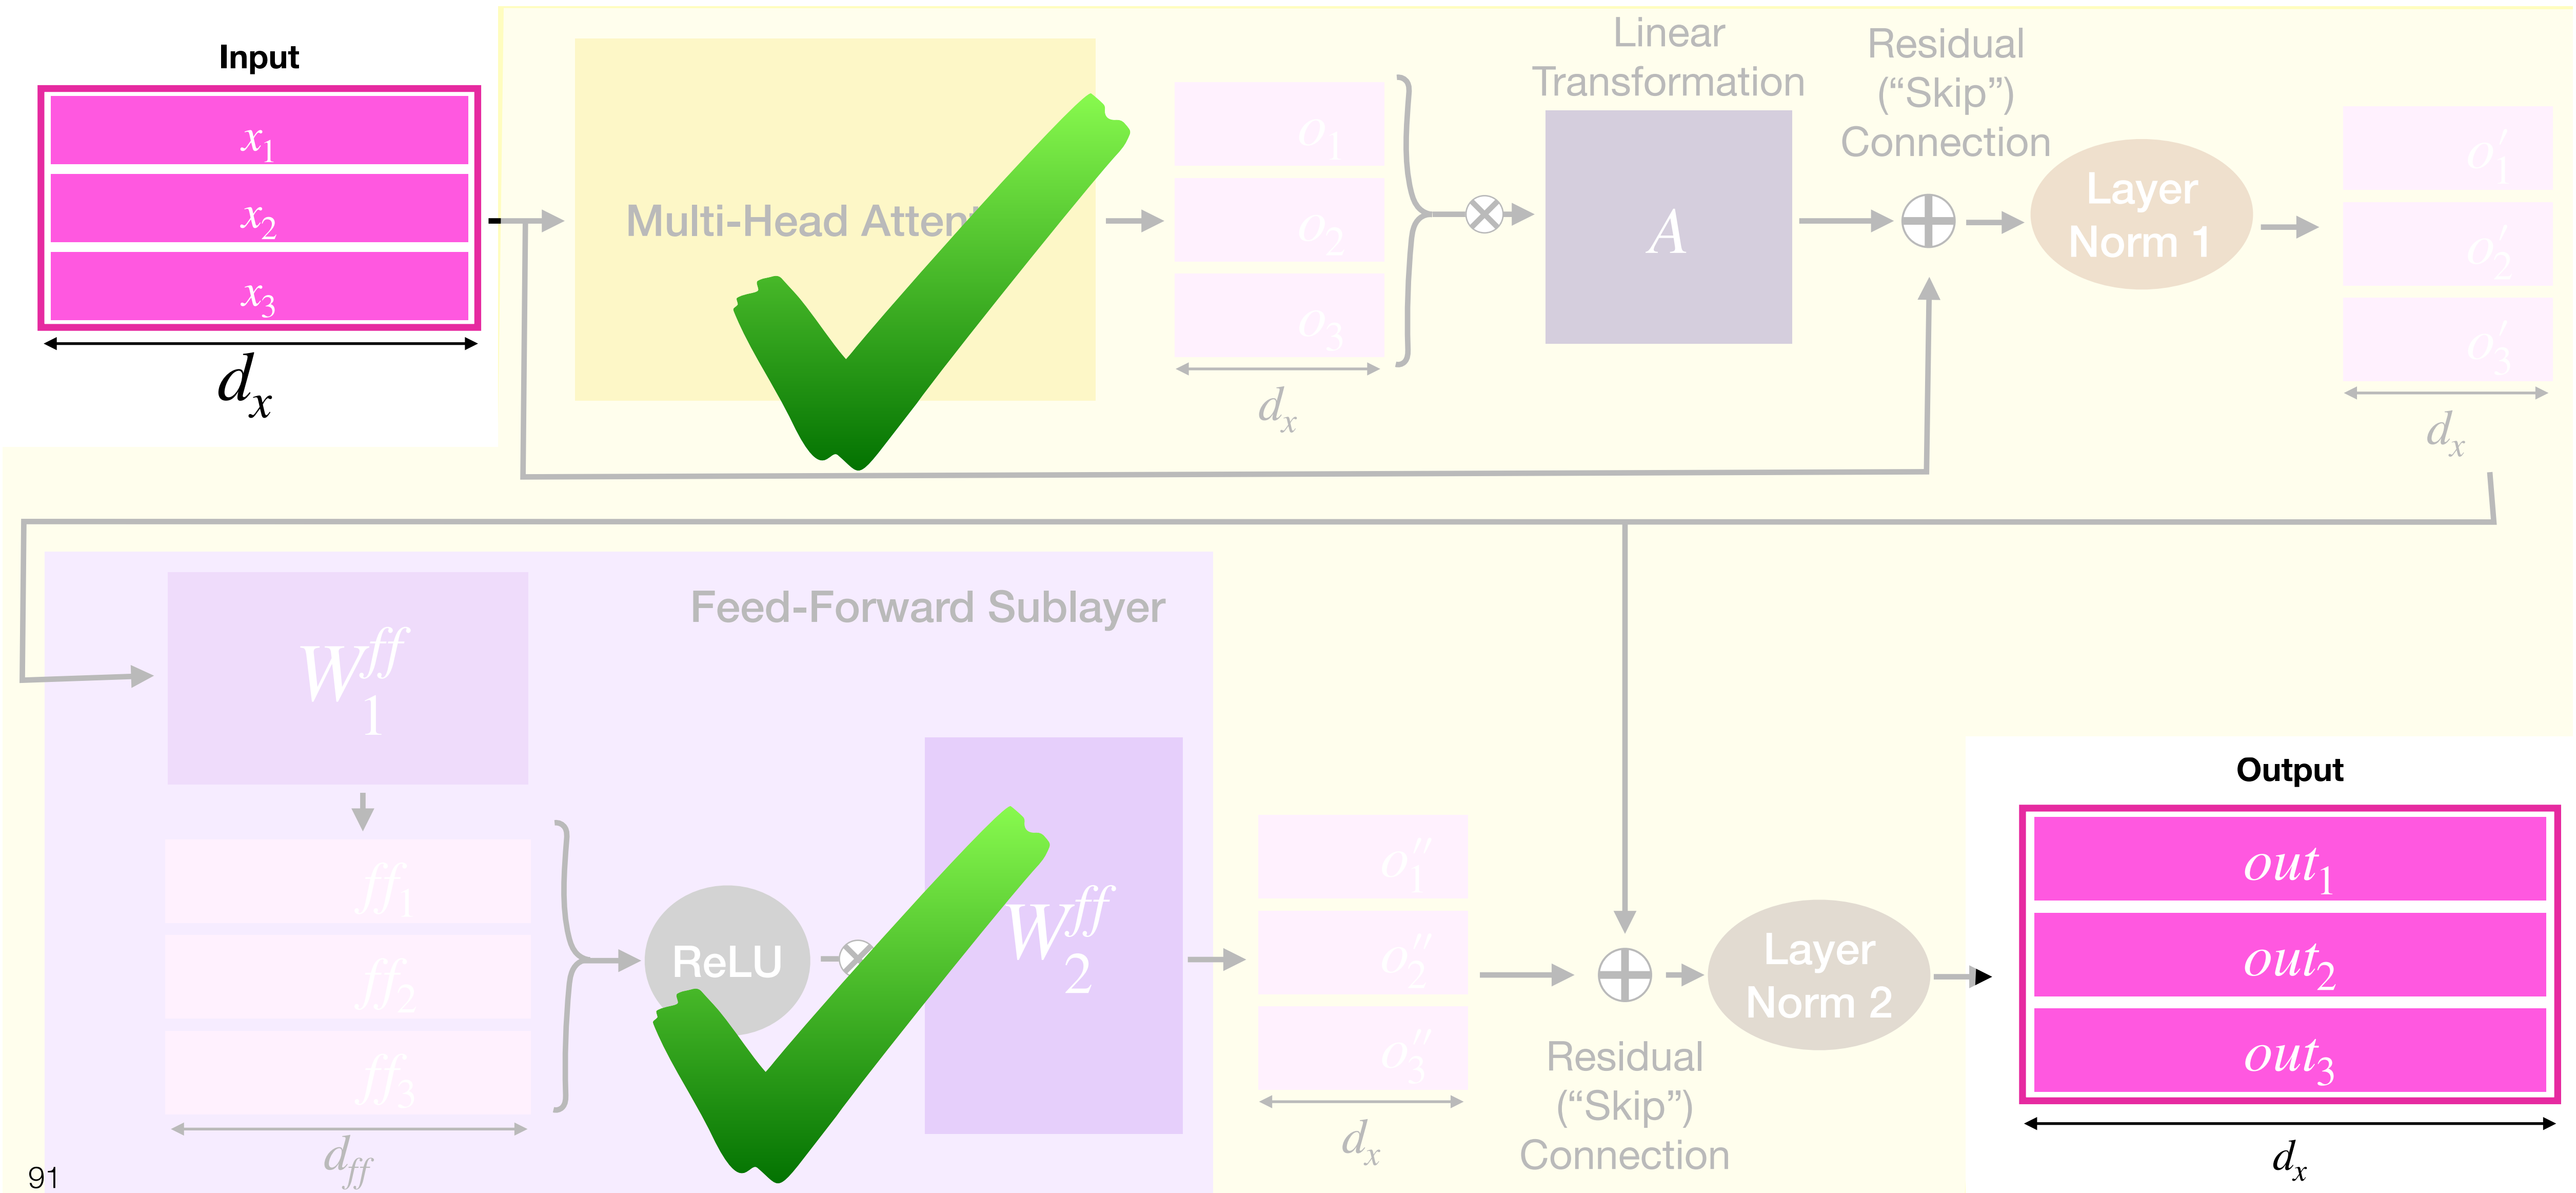 Input
x₁
x₂
x₃
dₓ
Multi-Head Attent
o₁
o₂
o₃
dₓ
Linear
Transformation
A
Residual
(“Skip”)
Connection
Layer
Norm 1
o′₁
o′₂
o′₃
dₓ
Feed-Forward Sublayer
W₁ᶠᶠ
ff₁
ff₂
ff₃
d_ff
ReLU
W₂ᶠᶠ
o″₁
o″₂
o″₃
dₓ
Residual
(“Skip”)
Connection
Layer
Norm 2
Output
out₁
out₂
out₃
dₓ
91